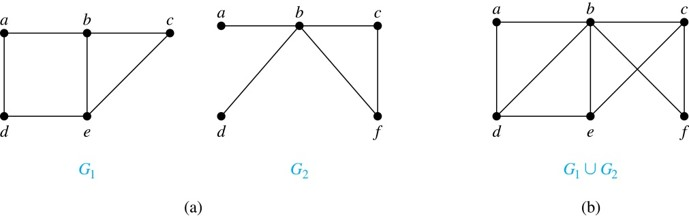 a b c a b c a b c
d e d f d e f
G₁ G₂ G₁ ∪ G₂
(a) (b)